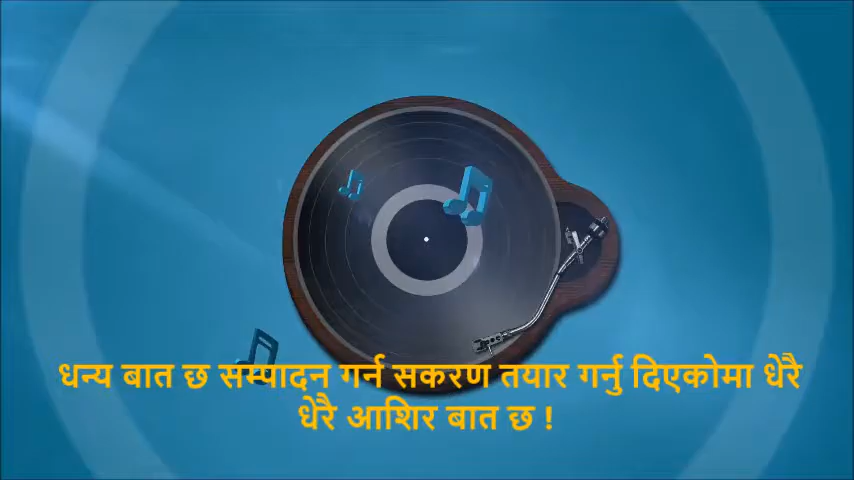 धन्य बात छ सम्पादन गर्न सकरण तयार गर्नु दिएकोमा धेरै
धेरै आशिर बात छ !